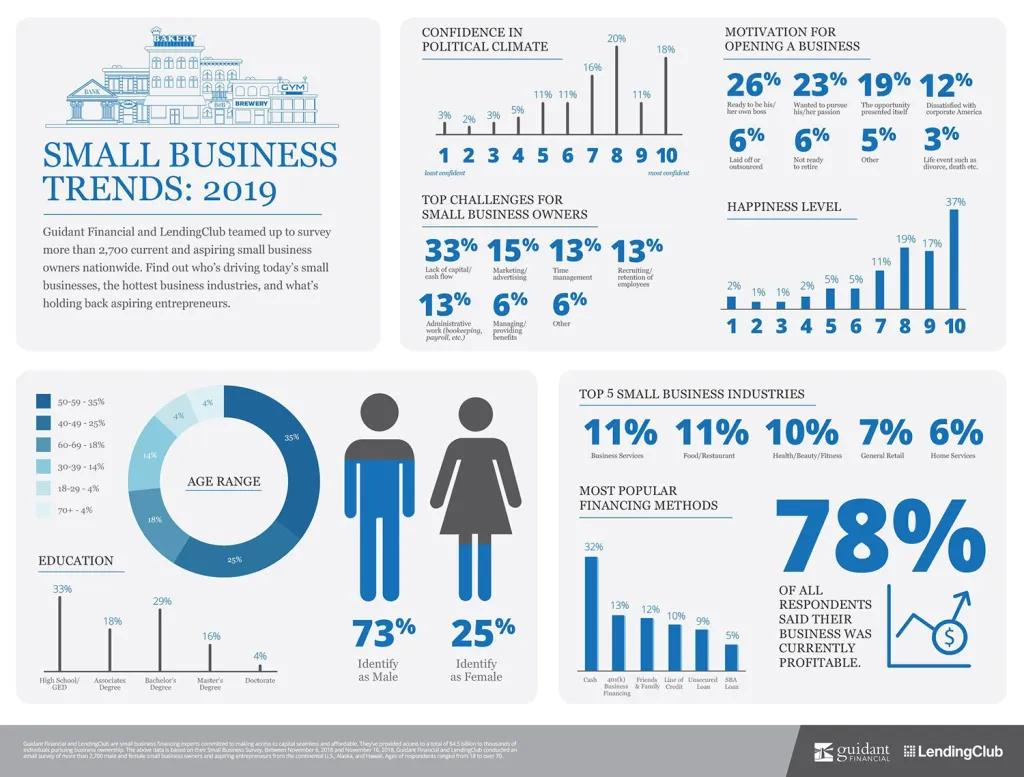 BAKERY
BANK
B&B
BREWERY
GYM
SMALL BUSINESS
TRENDS: 2019
Guidant Financial and LendingClub teamed up to survey
more than 2,700 current and aspiring small business
owners nationwide. Find out who's driving today's small
businesses, the hottest business industries, and what's
holding back aspiring entrepreneurs.
CONFIDENCE IN
POLITICAL CLIMATE
3% 2% 3% 5% 11% 11% 16% 20% 11% 18%
1 2 3 4 5 6 7 8 9 10
least confident most confident
TOP CHALLENGES FOR
SMALL BUSINESS OWNERS
33% 15% 13% 13%
Lack of capital/ Marketing/ Time Recruiting/
cash flow advertising management retention of
employees
13% 6% 6%
Administrative Managing/ Other
work (bookeeping, providing
payroll, etc.) benefits
MOTIVATION FOR
OPENING A BUSINESS
26% 23% 19% 12%
Ready to be his/ Wanted to pursue The opportunity Dissatisfied with
her own boss his/her passion presented itself corporate America
6% 6% 5% 3%
Laid off or Not ready Other Life event such as
outsourced to retire divorce, death etc.
HAPPINESS LEVEL
2% 1% 1% 2% 5% 5% 11% 19% 17% 37%
1 2 3 4 5 6 7 8 9 10
50-59 - 35%
40-49 - 25%
60-69 - 18%
30-39 - 14%
18-29 - 4%
70+ - 4%
AGE RANGE
35%
25%
18%
14%
4%
4%
EDUCATION
33% 18% 29% 16% 4%
High School/ Associates Bachelor's Master's Doctorate
GED Degree Degree Degree
73% 25%
Identify Identify
as Male as Female
TOP 5 SMALL BUSINESS INDUSTRIES
11% 11% 10% 7% 6%
Business Services Food/Restaurant Health/Beauty/Fitness General Retail Home Services
MOST POPULAR
FINANCING METHODS
32% 13% 12% 10% 9% 5%
Cash 401(k) Friends Line of Unsecured SBA
Business & Family Credit Loan Loan
Financing
78%
OF ALL
RESPONDENTS
SAID THEIR
BUSINESS WAS
CURRENTLY
PROFITABLE.
$
Guidant Financial and LendingClub are small business financing experts committed to making access to capital seamless and affordable. They've provided access to a total of $4.5 billion to thousands of
individuals pursuing business ownership. The above data is based on their Small Business Survey. Between November 6, 2018 and November 16, 2018, Guidant Financial and LendingClub conducted an
email survey of more than 2,700 male and female small business owners and aspiring entrepreneurs from the continental U.S., Alaska, and Hawaii. Ages of respondents ranged from 18 to over 70.
guidant
FINANCIAL
LendingClub